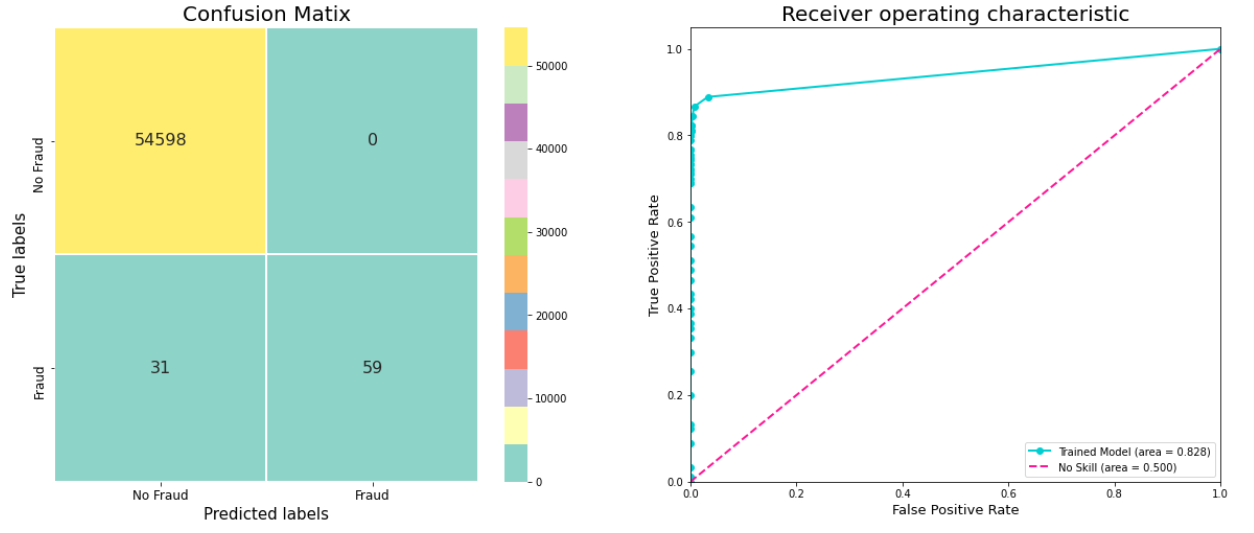 Confusion Matix
54598
0
31
59
No Fraud
Fraud
True labels
No Fraud
Fraud
Predicted labels
50000
40000
30000
20000
10000
0
Receiver operating characteristic
1.0
0.8
0.6
0.4
0.2
0.0
True Positive Rate
0.0
0.2
0.4
0.6
0.8
1.0
False Positive Rate
Trained Model (area = 0.828)
No Skill (area = 0.500)